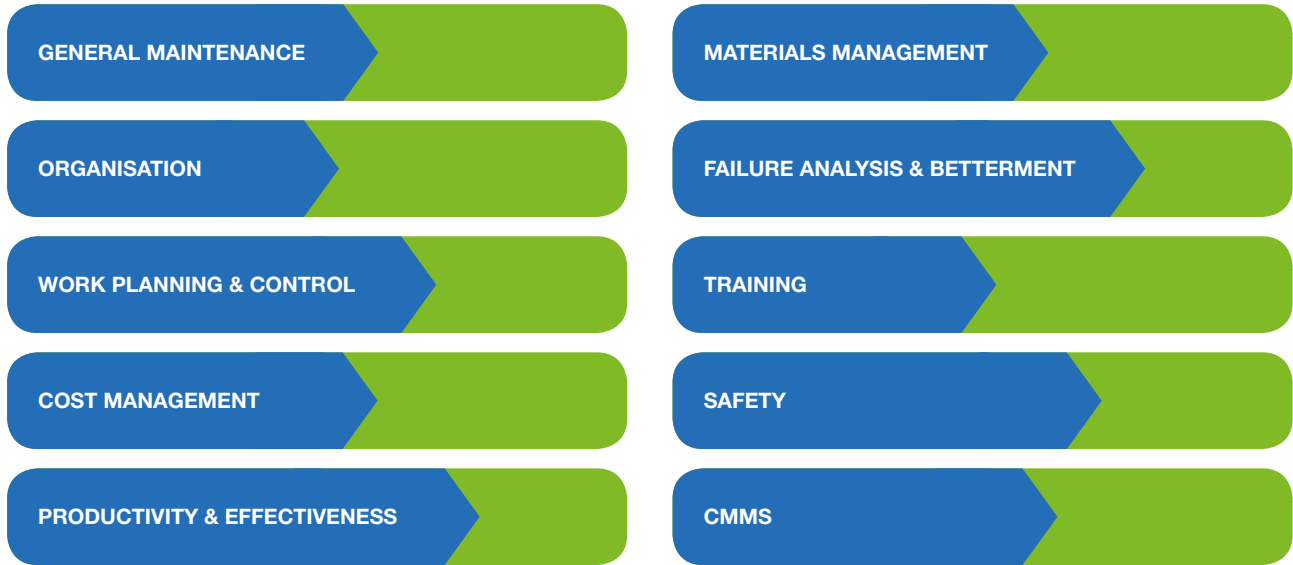 GENERAL MAINTENANCE
ORGANISATION
WORK PLANNING & CONTROL
COST MANAGEMENT
PRODUCTIVITY & EFFECTIVENESS
MATERIALS MANAGEMENT
FAILURE ANALYSIS & BETTERMENT
TRAINING
SAFETY
CMMS